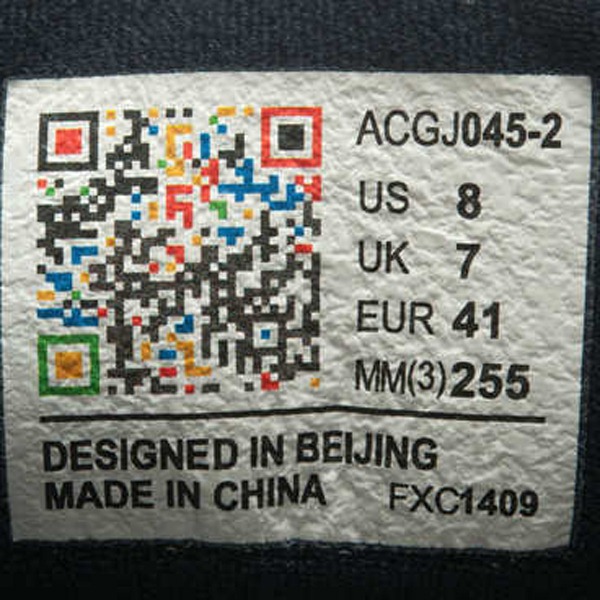 ACGJ045-2
US 8
UK 7
EUR 41
MM(3)255
DESIGNED IN BEIJING
MADE IN CHINA FXC1409